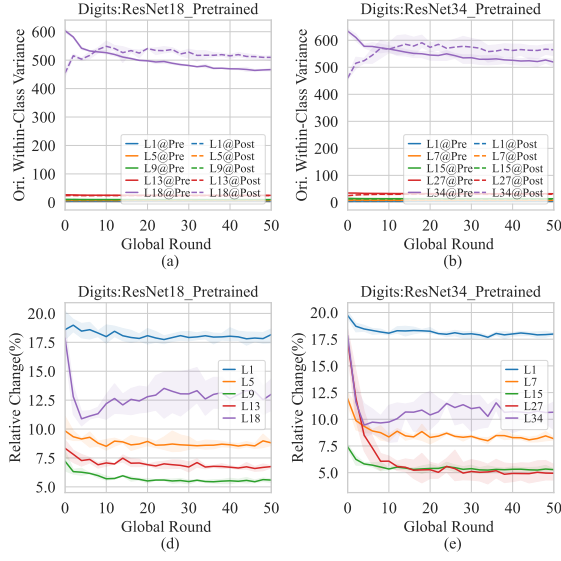 Digits:ResNet18_Pretrained
Ori. Within-Class Variance
600
500
400
300
200
100
0
L1@Pre L1@Post
L5@Pre L5@Post
L9@Pre L9@Post
L13@Pre L13@Post
L18@Pre L18@Post
0 10 20 30 40 50
Global Round
(a)
Digits:ResNet34_Pretrained
Ori. Within-Class Variance
600
500
400
300
200
100
0
L1@Pre L1@Post
L7@Pre L7@Post
L15@Pre L15@Post
L27@Pre L27@Post
L34@Pre L34@Post
0 10 20 30 40 50
Global Round
(b)
Digits:ResNet18_Pretrained
Relative Change(%)
20.0
17.5
15.0
12.5
10.0
7.5
5.0
L1
L5
L9
L13
L18
0 10 20 30 40 50
Global Round
(d)
Digits:ResNet34_Pretrained
Relative Change(%)
20.0
17.5
15.0
12.5
10.0
7.5
5.0
L1
L7
L15
L27
L34
0 10 20 30 40 50
Global Round
(e)